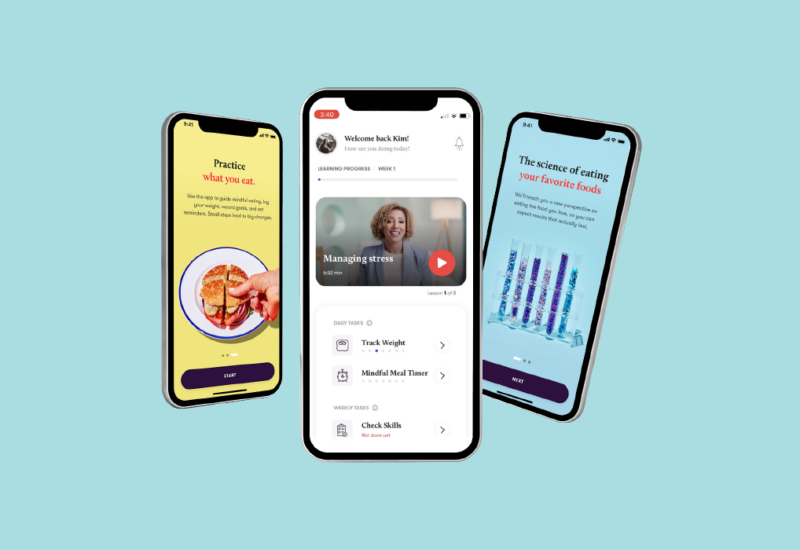 9:41
Practice
what you eat.
Use the app to guide mindful eating, log
your weight, record goals, and set
reminders. Small steps lead to big changes.
START
3:40
Welcome back Kim!
How are you doing today?
LEARNING PROGRESS | WEEK 1
Managing stress
6:02 min
Lesson 1 of 5
DAILY TASKS
Track Weight
Mindful Meal Timer
WEEKLY TASKS
Check Skills
Not done yet
9:41
The science of eating
your favorite foods
We'll teach you a new perspective on
eating the food you love, so you can
expect results that actually last.
NEXT